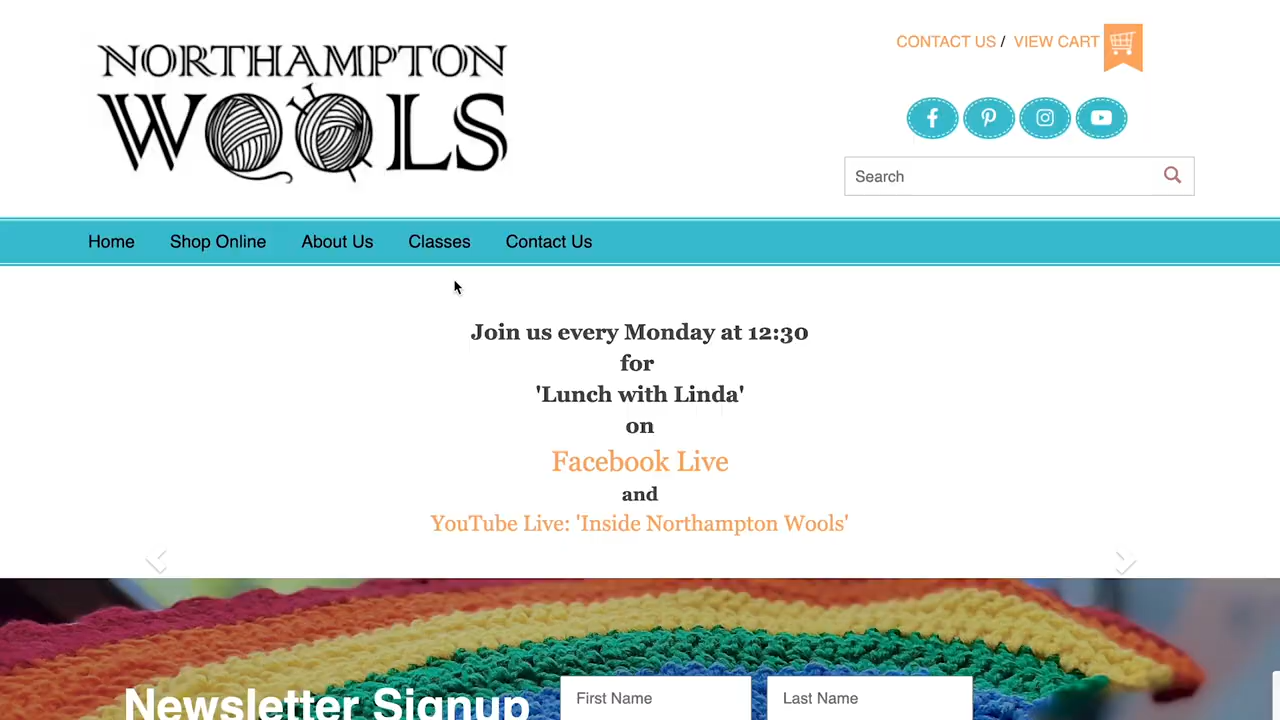 NORTHAMPTON
WOOLS
CONTACT US / VIEW CART
Search
Home Shop Online About Us Classes Contact Us
Join us every Monday at 12:30
for
'Lunch with Linda'
on
Facebook Live
and
YouTube Live: 'Inside Northampton Wools'
Newsletter Signup
First Name
Last Name